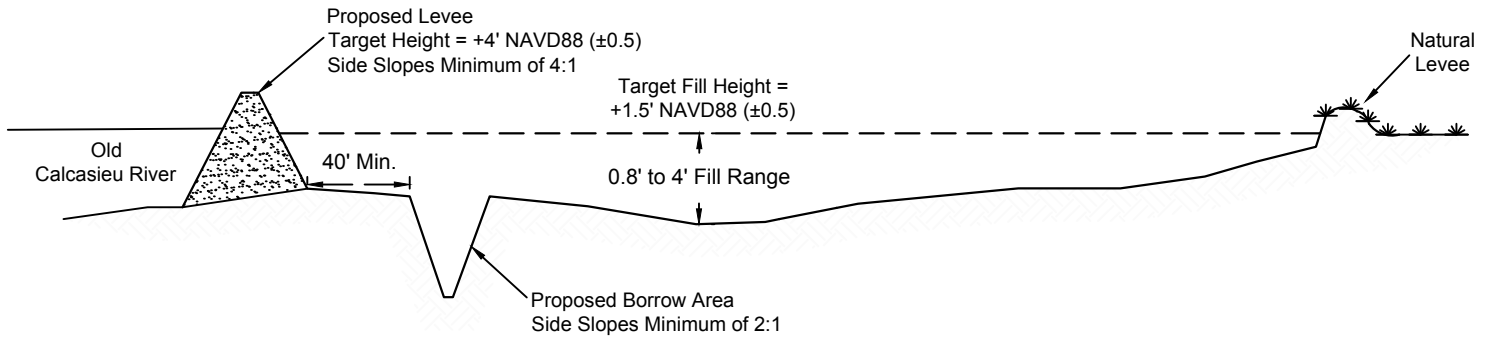 Proposed Levee
Target Height = +4' NAVD88 (±0.5)
Side Slopes Minimum of 4:1
Natural
Levee
Target Fill Height =
+1.5' NAVD88 (±0.5)
Old
Calcasieu River
40' Min.
0.8' to 4' Fill Range
Proposed Borrow Area
Side Slopes Minimum of 2:1